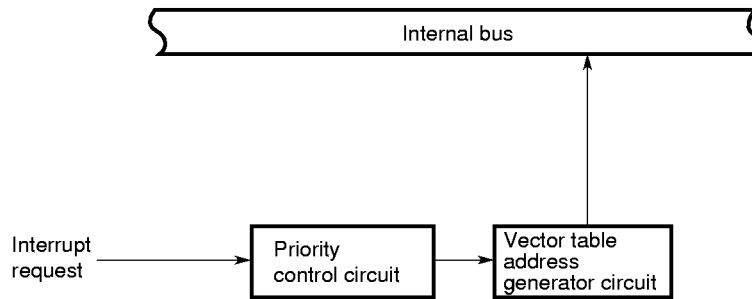 Internal bus
Interrupt
request
Priority
control circuit
Vector table
address
generator circuit